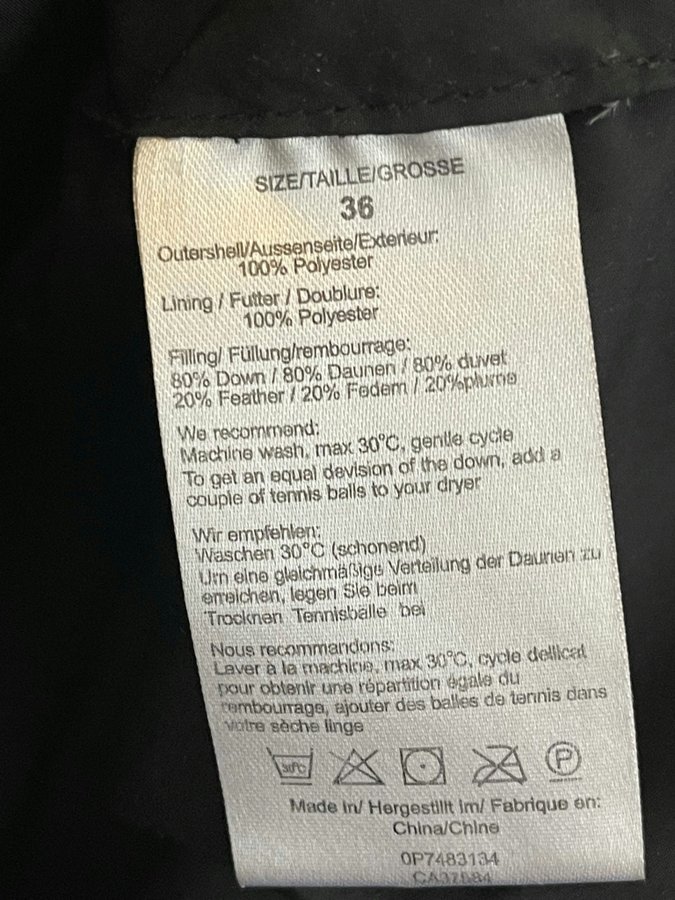 SIZE/TAILLE/GROSSE
36
Outershell/Aussenseite/Exterieur:
100% Polyester
Lining / Futter / Doublure:
100% Polyester
Filling/ Füllung/rembourrage:
80% Down / 80% Daunen / 80% duvet
20% Feather / 20% Federn / 20%plume
We recommend:
Machine wash, max 30°C, gentle cycle
To get an equal devision of the down, add a
couple of tennis balls to your dryer
Wir empfehlen:
Waschen 30°C (schonend)
Um eine gleichmäßige Verteilung der Daunen zu
erreichen, legen Sie beim
Trocknen Tennisbälle bei
Nous recommandons:
Laver à la machine, max 30°C, cycle dellicat
pour obtenir une répartition égale du
rembourrage, ajouter des balles de tennis dans
votre sèche linge
30°C
P
Made in/ Hergestillt im/ Fabrique en:
China/Chine
0P7483134